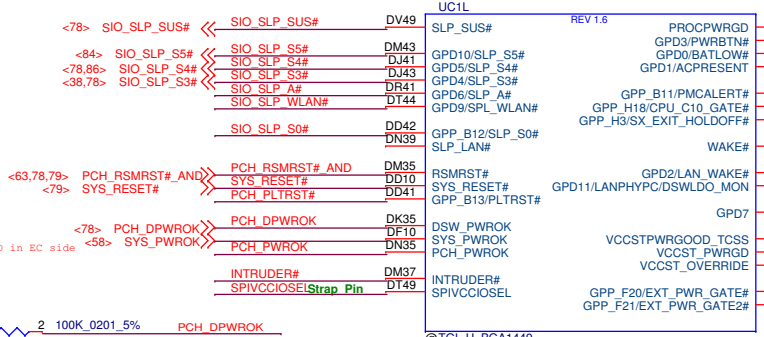 UC1L
REV 1.6
<78> SIO_SLP_SUS# SIO_SLP_SUS# DV49 SLP_SUS# PROCPWRGD
GPD3/PWRBTN#
<84> SIO_SLP_S5# SIO_SLP_S5# DM43 GPD10/SLP_S5# GPD0/BATLOW#
<78,86> SIO_SLP_S4# SIO_SLP_S4# DJ41 GPD5/SLP_S4# GPD1/ACPRESENT
<38,78> SIO_SLP_S3# SIO_SLP_S3# DJ43 GPD4/SLP_S3#
SIO_SLP_A# DR41 GPD6/SLP_A# GPP_B11/PMCALERT#
SIO_SLP_WLAN# DT44 GPD9/SPL_WLAN# GPP_H18/CPU_C10_GATE#
GPP_H3/SX_EXIT_HOLDOFF#
SIO_SLP_S0# DD42 GPP_B12/SLP_S0#
DN39 SLP_LAN# WAKE#
<63,78,79> PCH_RSMRST#_AND PCH_RSMRST#_AND DM35 RSMRST# GPD2/LAN_WAKE#
<79> SYS_RESET# SYS_RESET# DD10 SYS_RESET# GPD11/LANPHYPC/DSWLDO_MON
PCH_PLTRST# DD41 GPP_B13/PLTRST#
GPD7
<78> PCH_DPWROK PCH_DPWROK DK35 DSW_PWROK
<58> SYS_PWROK DF10 SYS_PWROK VCCSTPWRGOOD_TCSS
in EC side PCH_PWROK DN35 PCH_PWROK VCCST_PWRGD
VCCST_OVERRIDE
INTRUDER# DM37 INTRUDER#
SPIVCCIOSEL Strap Pin DT49 SPIVCCIOSEL GPP_F20/EXT_PWR_GATE#
GPP_F21/EXT_PWR_GATE2#
2 100K_0201_5% PCH_DPWROK